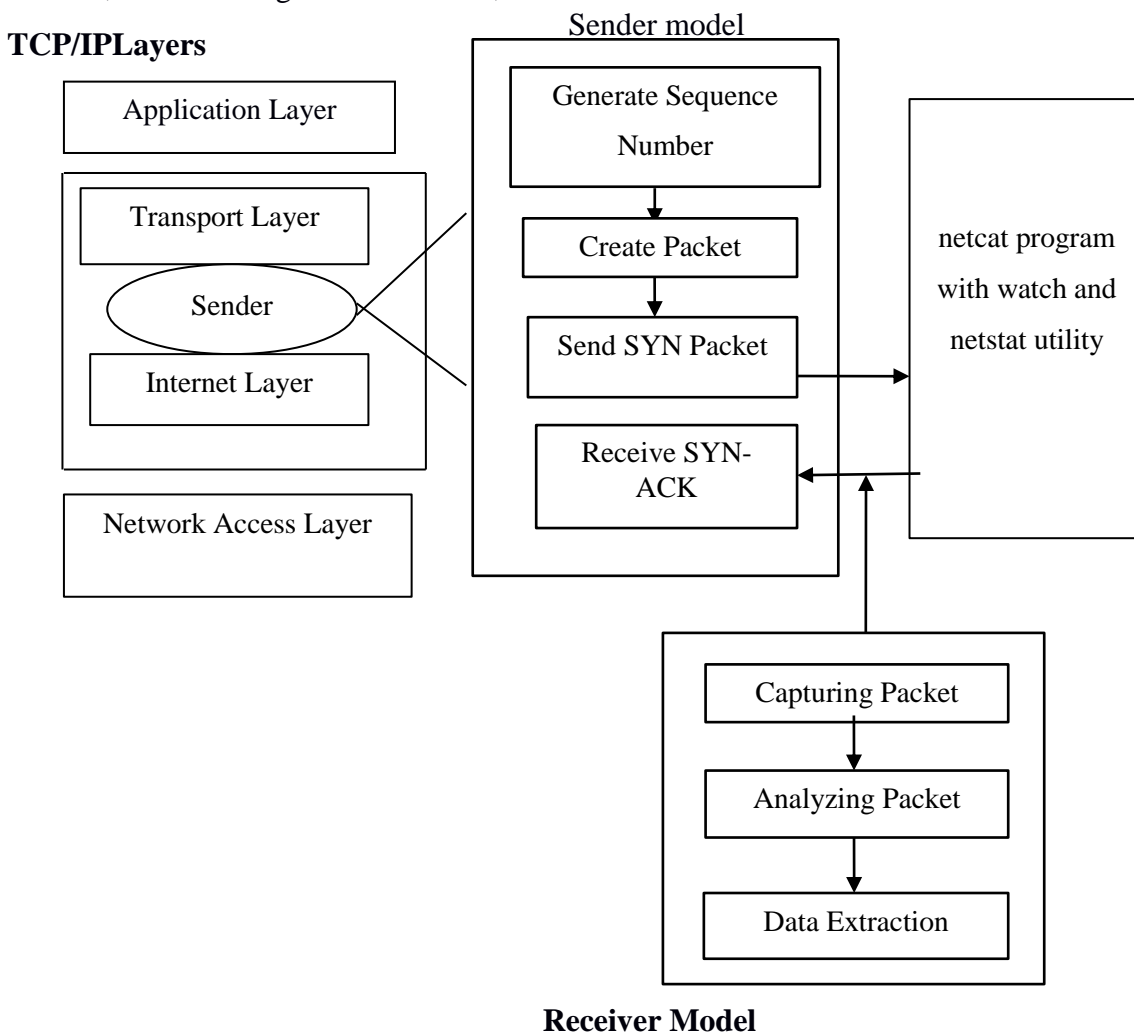 Sender model
TCP/IPLayers
Application Layer
Transport Layer
Sender
Internet Layer
Network Access Layer
Generate Sequence
Number
Create Packet
Send SYN Packet
Receive SYN-
ACK
netcat program
with watch and
netstat utility
Capturing Packet
Analyzing Packet
Data Extraction
Receiver Model